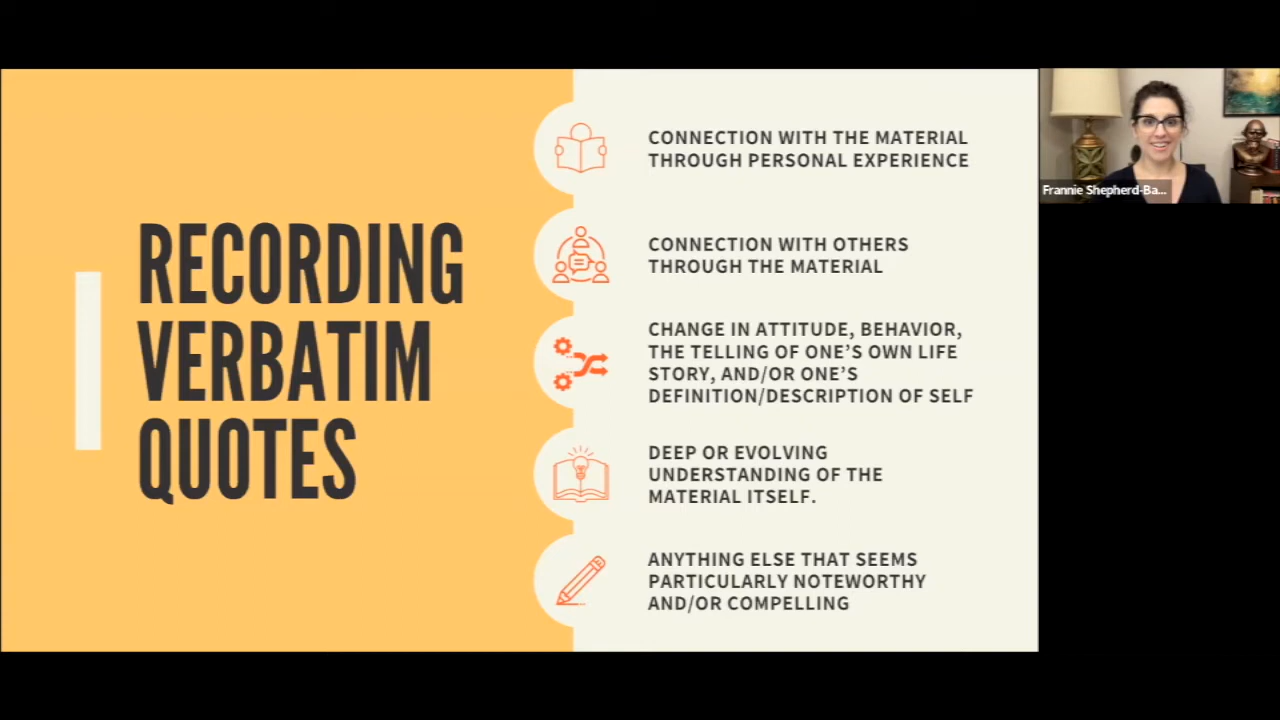 RECORDING
VERBATIM
QUOTES
CONNECTION WITH THE MATERIAL
THROUGH PERSONAL EXPERIENCE
CONNECTION WITH OTHERS
THROUGH THE MATERIAL
CHANGE IN ATTITUDE, BEHAVIOR,
THE TELLING OF ONE’S OWN LIFE
STORY, AND/OR ONE’S
DEFINITION/DESCRIPTION OF SELF
DEEP OR EVOLVING
UNDERSTANDING OF THE
MATERIAL ITSELF.
ANYTHING ELSE THAT SEEMS
PARTICULARLY NOTEWORTHY
AND/OR COMPELLING
Frannie Shepherd-Ba...